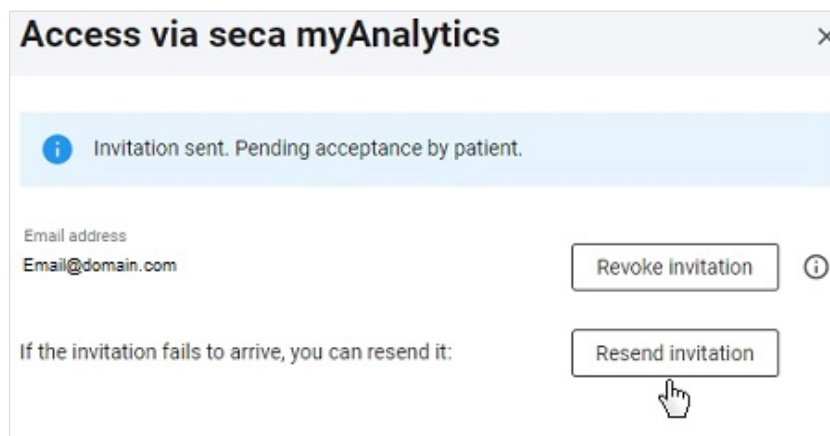 Access via seca myAnalytics
Invitation sent. Pending acceptance by patient.
Email address
Email@domain.com
Revoke invitation
If the invitation fails to arrive, you can resend it:
Resend invitation